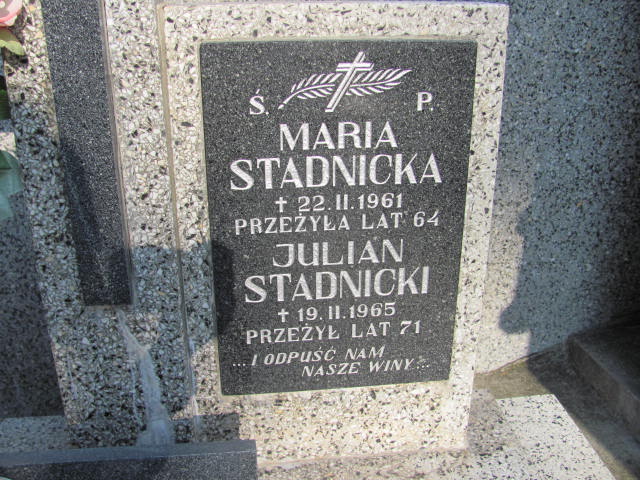 Ś. P.
MARIA
STADNICKA
† 22.II.1961
PRZEŻYŁA LAT 64
JULIAN
STADNICKI
† 19.II.1965
PRZEŻYŁ LAT 71
...I ODPUŚĆ NAM
NASZE WINY...